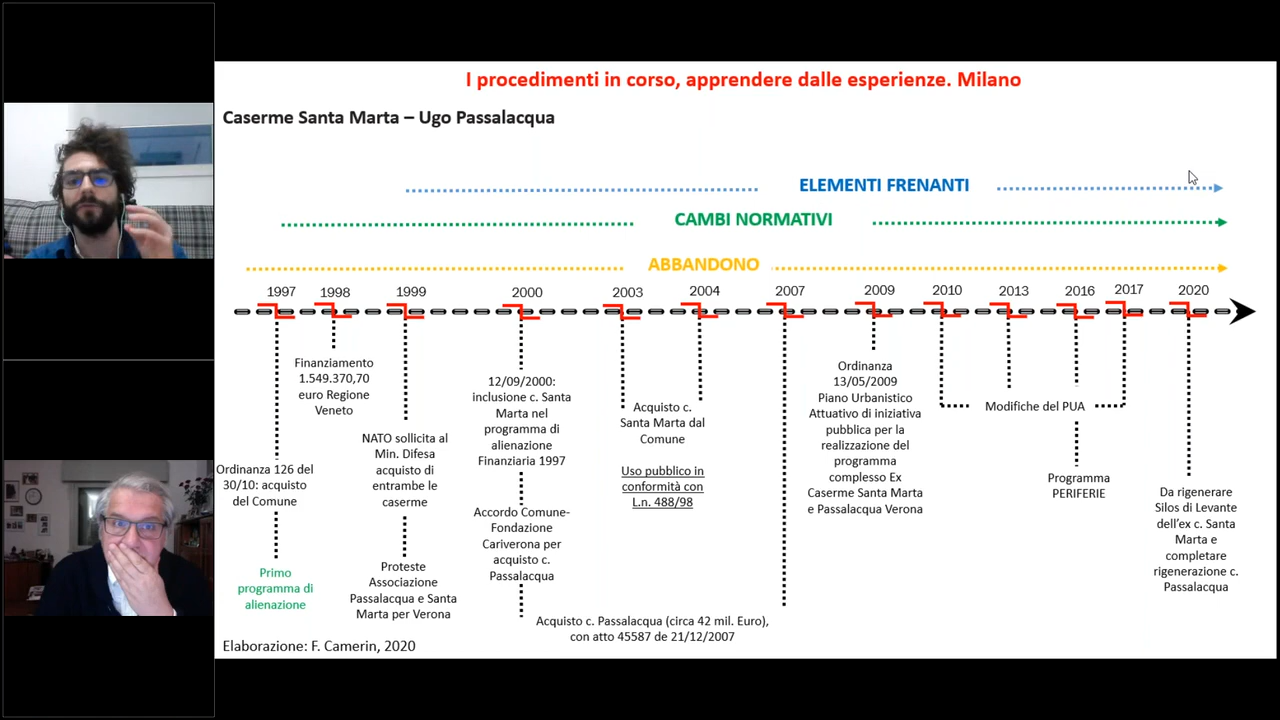 I procedimenti in corso, apprendere dalle esperienze. Milano
Caserme Santa Marta – Ugo Passalacqua
ELEMENTI FRENANTI
CAMBI NORMATIVI
ABBANDONO
1997
1998
1999
2000
2003
2004
2007
2009
2010
2013
2016
2017
2020
Ordinanza 126 del
30/10: acquisto
del Comune
Primo
programma di
alienazione
Finanziamento
1.549.370,70
euro Regione
Veneto
NATO sollicita al
Min. Difesa
acquisto di
entrambe le
caserme
Proteste
Associazione
Passalacqua e Santa
Marta per Verona
12/09/2000:
inclusione c. Santa
Marta nel
programma di
alienazione
Finanziaria 1997
Accordo Comune-
Fondazione
Cariverona per
acquisto c.
Passalacqua
Acquisto c.
Santa Marta dal
Comune
Uso pubblico in
conformità con
L.n. 488/98
Acquisto c. Passalacqua (circa 42 mil. Euro),
con atto 45587 de 21/12/2007
Ordinanza
13/05/2009
Piano Urbanistico
Attuativo di iniziativa
pubblica per la
realizzazione del
programma
complesso Ex
Caserme Santa Marta
e Passalacqua Verona
Modifiche del PUA
Programma
PERIFERIE
Da rigenerare
Silos di Levante
dell'ex c. Santa
Marta e
completare
rigenerazione c.
Passalacqua
Elaborazione: F. Camerin, 2020